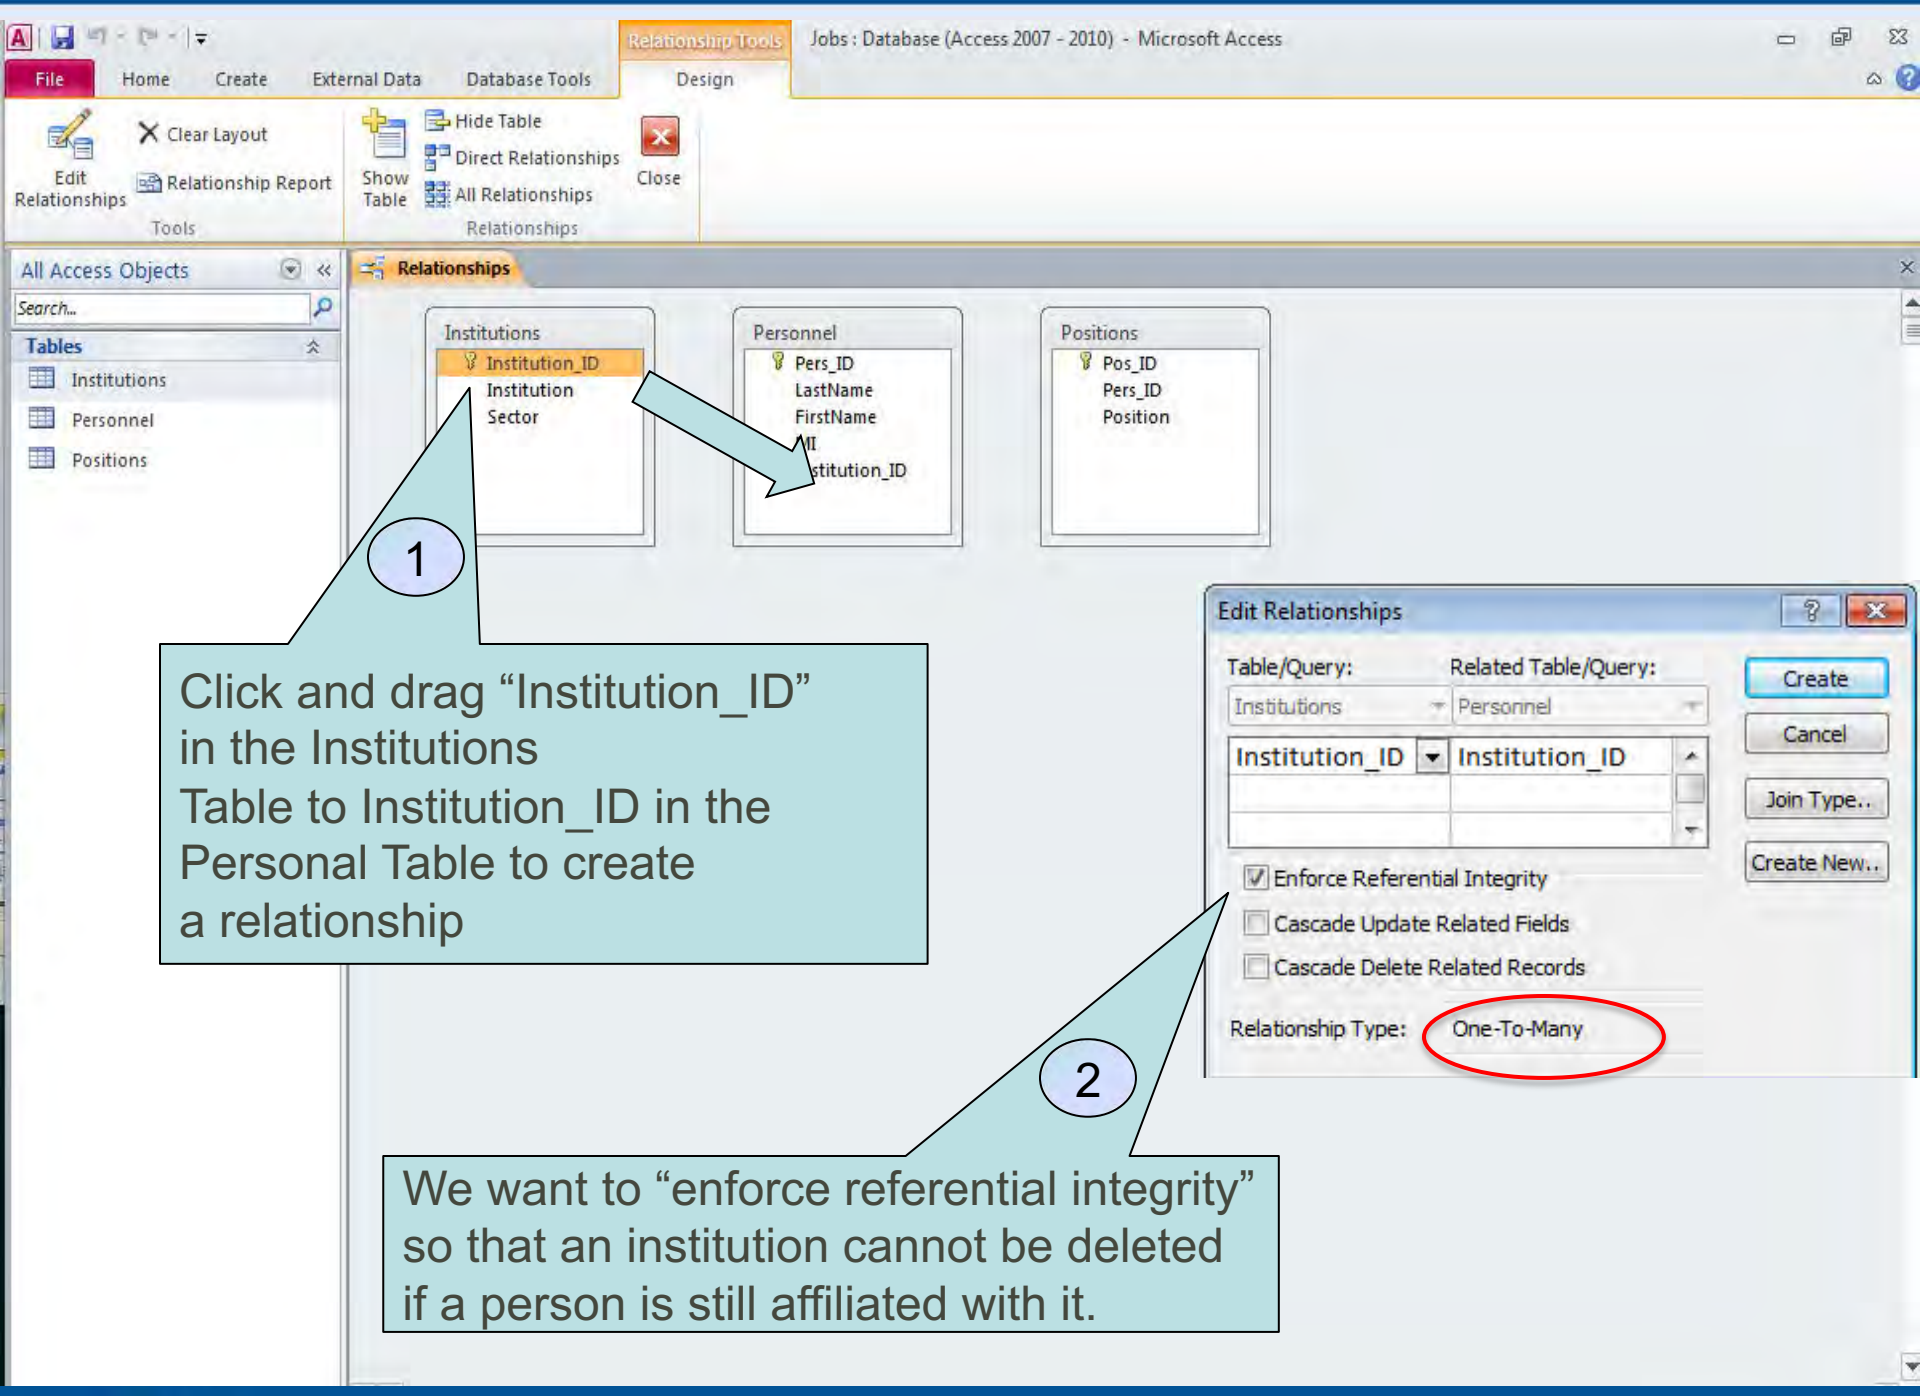 Relationship Tools
Jobs : Database (Access 2007 - 2010) - Microsoft Access
File
Home
Create
External Data
Database Tools
Design
Edit
Relationships
Clear Layout
Relationship Report
Tools
Show
Table
Hide Table
Direct Relationships
All Relationships
Relationships
Close
All Access Objects
Search...
Tables
Institutions
Personnel
Positions
Relationships
Institutions
Institution_ID
Institution
Sector
Personnel
Pers_ID
LastName
FirstName
MI
stitution_ID
Positions
Pos_ID
Pers_ID
Position
1
Click and drag “Institution_ID”
in the Institutions
Table to Institution_ID in the
Personal Table to create
a relationship
Edit Relationships
Table/Query:
Related Table/Query:
Institutions
Personnel
Institution_ID
Institution_ID
Create
Cancel
Join Type..
Create New..
Enforce Referential Integrity
Cascade Update Related Fields
Cascade Delete Related Records
Relationship Type:
One-To-Many
2
We want to “enforce referential integrity”
so that an institution cannot be deleted
if a person is still affiliated with it.